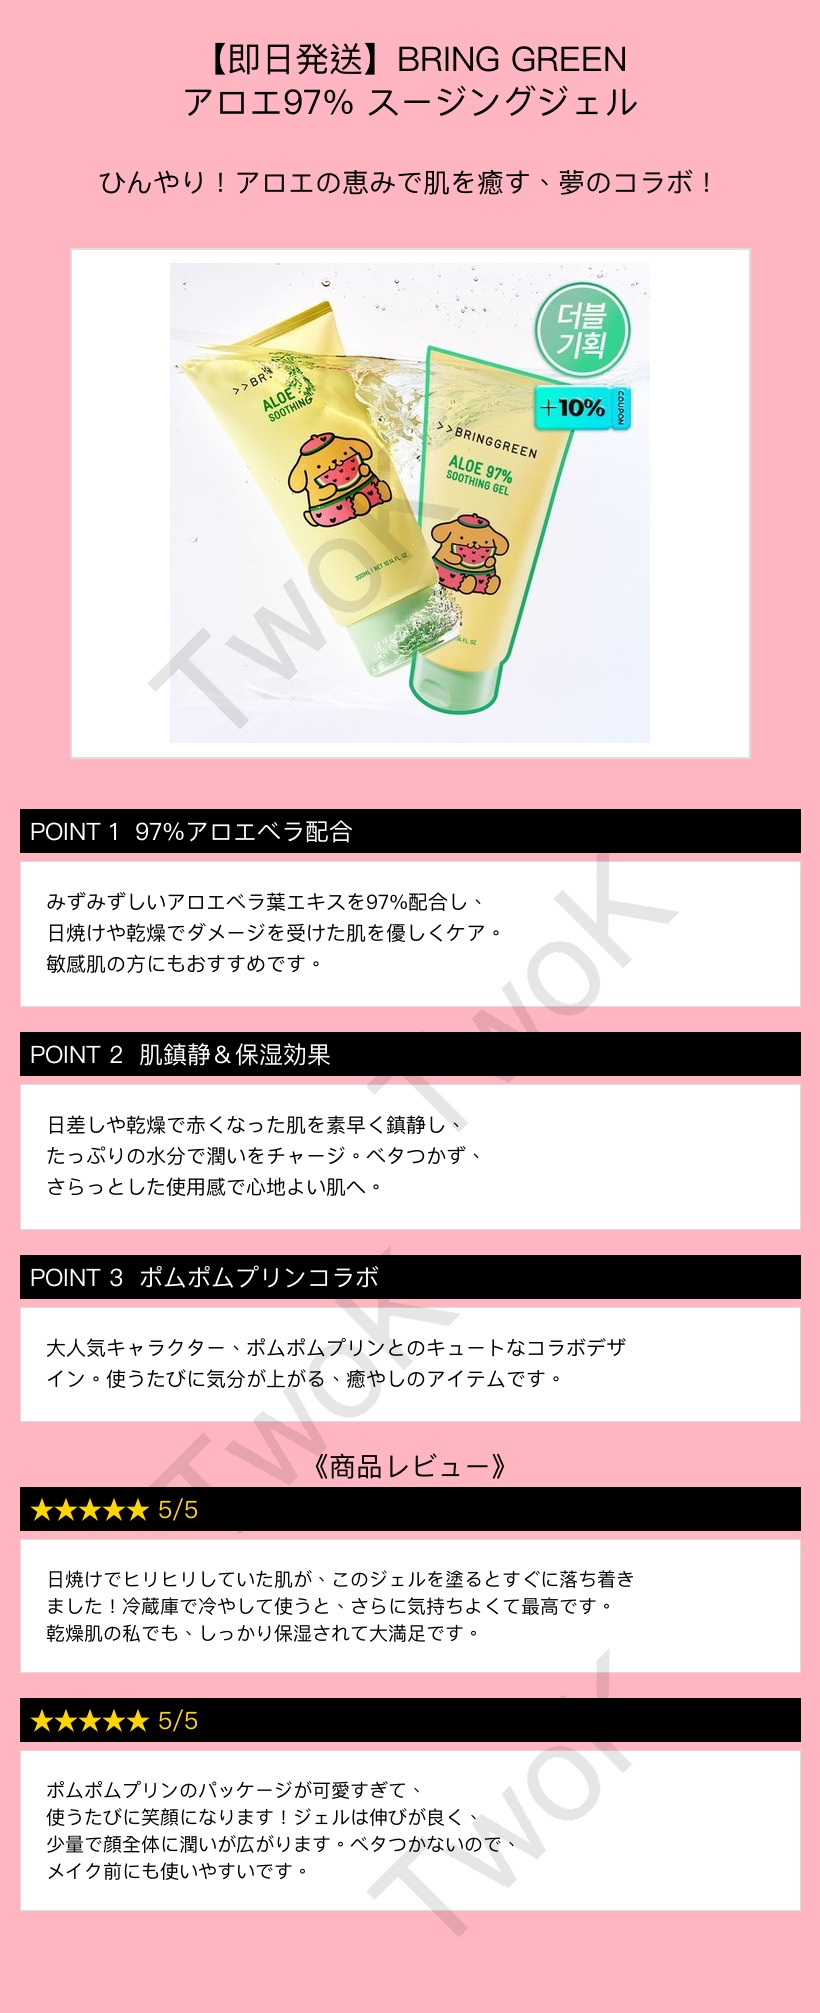 【即日発送】BRING GREEN
アロエ97% スージングジェル
ひんやり！アロエの恵みで肌を癒す、夢のコラボ！
더블
기획
+10%
COUPON
>>BRI
ALOE
SOOTHING
300ML / NET 10.14 FL. OZ
>>BRINGGREEN
ALOE 97%
SOOTHING GEL
FL. OZ
TwoK
POINT 1 97%アロエベラ配合
みずみずしいアロエベラ葉エキスを97%配合し、
日焼けや乾燥でダメージを受けた肌を優しくケア。
敏感肌の方にもおすすめです。
TwoK
POINT 2 肌鎮静＆保湿効果
日差しや乾燥で赤くなった肌を素早く鎮静し、
たっぷりの水分で潤いをチャージ。ベタつかず、
さらっとした使用感で心地よい肌へ。
POINT 3 ポムポムプリンコラボ
大人気キャラクター、ポムポムプリンとのキュートなコラボデザ
イン。使うたびに気分が上がる、癒やしのアイテムです。
TwoK
《商品レビュー》
★★★★★ 5/5
日焼けでヒリヒリしていた肌が、このジェルを塗るとすぐに落ち着き
ました！冷蔵庫で冷やして使うと、さらに気持ちよくて最高です。
乾燥肌の私でも、しっかり保湿されて大満足です。
★★★★★ 5/5
ポムポムプリンのパッケージが可愛すぎて、
使うたびに笑顔になります！ジェルは伸びが良く、
少量で顔全体に潤いが広がります。ベタつかないので、
メイク前にも使いやすいです。
TwoK